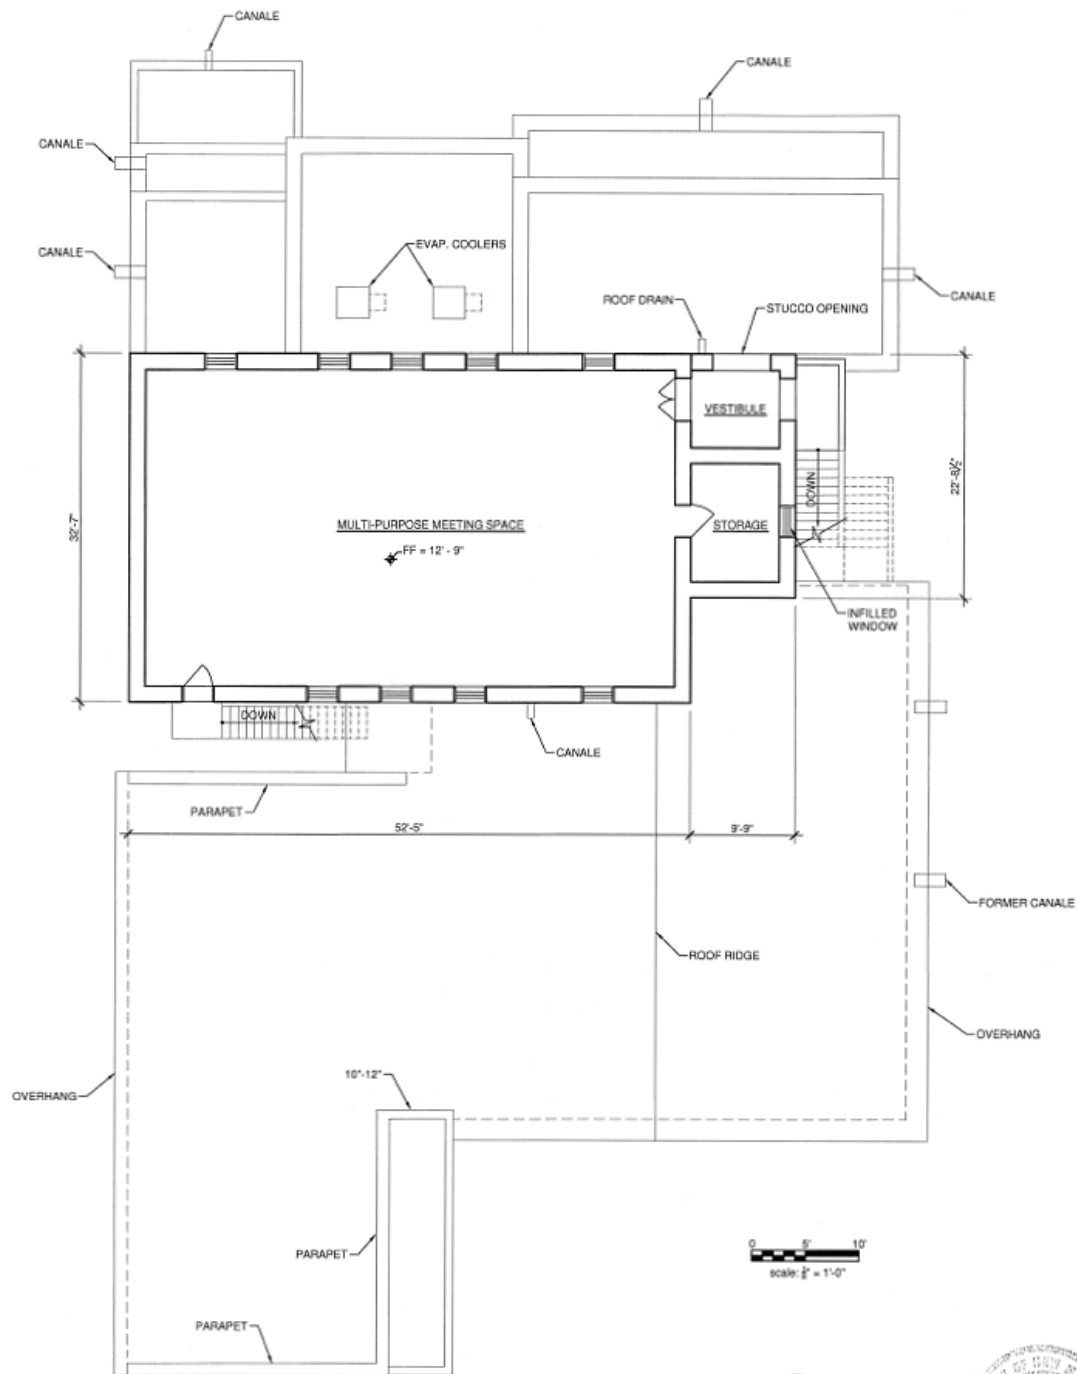 CANALE
CANALE
CANALE
CANALE
EVAP. COOLERS
ROOF DRAIN
STUCCO OPENING
CANALE
VESTIBULE
32'-7"
22'-8½"
DOWN
MULTI-PURPOSE MEETING SPACE
STORAGE
FF = 12' - 9"
INFILLED
WINDOW
DOWN
CANALE
PARAPET
52'-5"
9'-9"
FORMER CANALE
ROOF RIDGE
OVERHANG
10"-12"
OVERHANG
PARAPET
0 5' 10'
scale: = 1'-0"
PARAPET